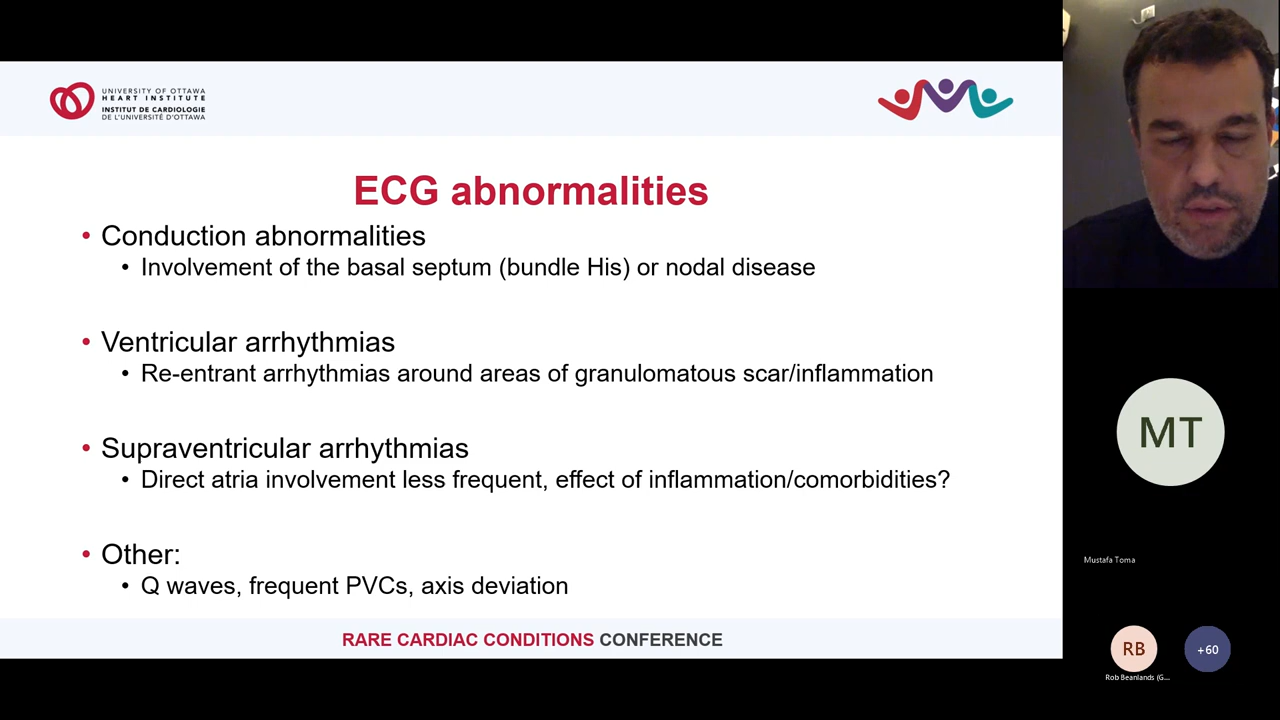 UNIVERSITY OF OTTAWA
HEART INSTITUTE
INSTITUT DE CARDIOLOGIE
DE L'UNIVERSITÉ D'OTTAWA
ECG abnormalities
• Conduction abnormalities
• Involvement of the basal septum (bundle His) or nodal disease
• Ventricular arrhythmias
• Re-entrant arrhythmias around areas of granulomatous scar/inflammation
• Supraventricular arrhythmias
• Direct atria involvement less frequent, effect of inflammation/comorbidities?
• Other:
• Q waves, frequent PVCs, axis deviation
RARE CARDIAC CONDITIONS CONFERENCE
MT
Mustafa Toma
RB
+60
Rob Beanlands (G...